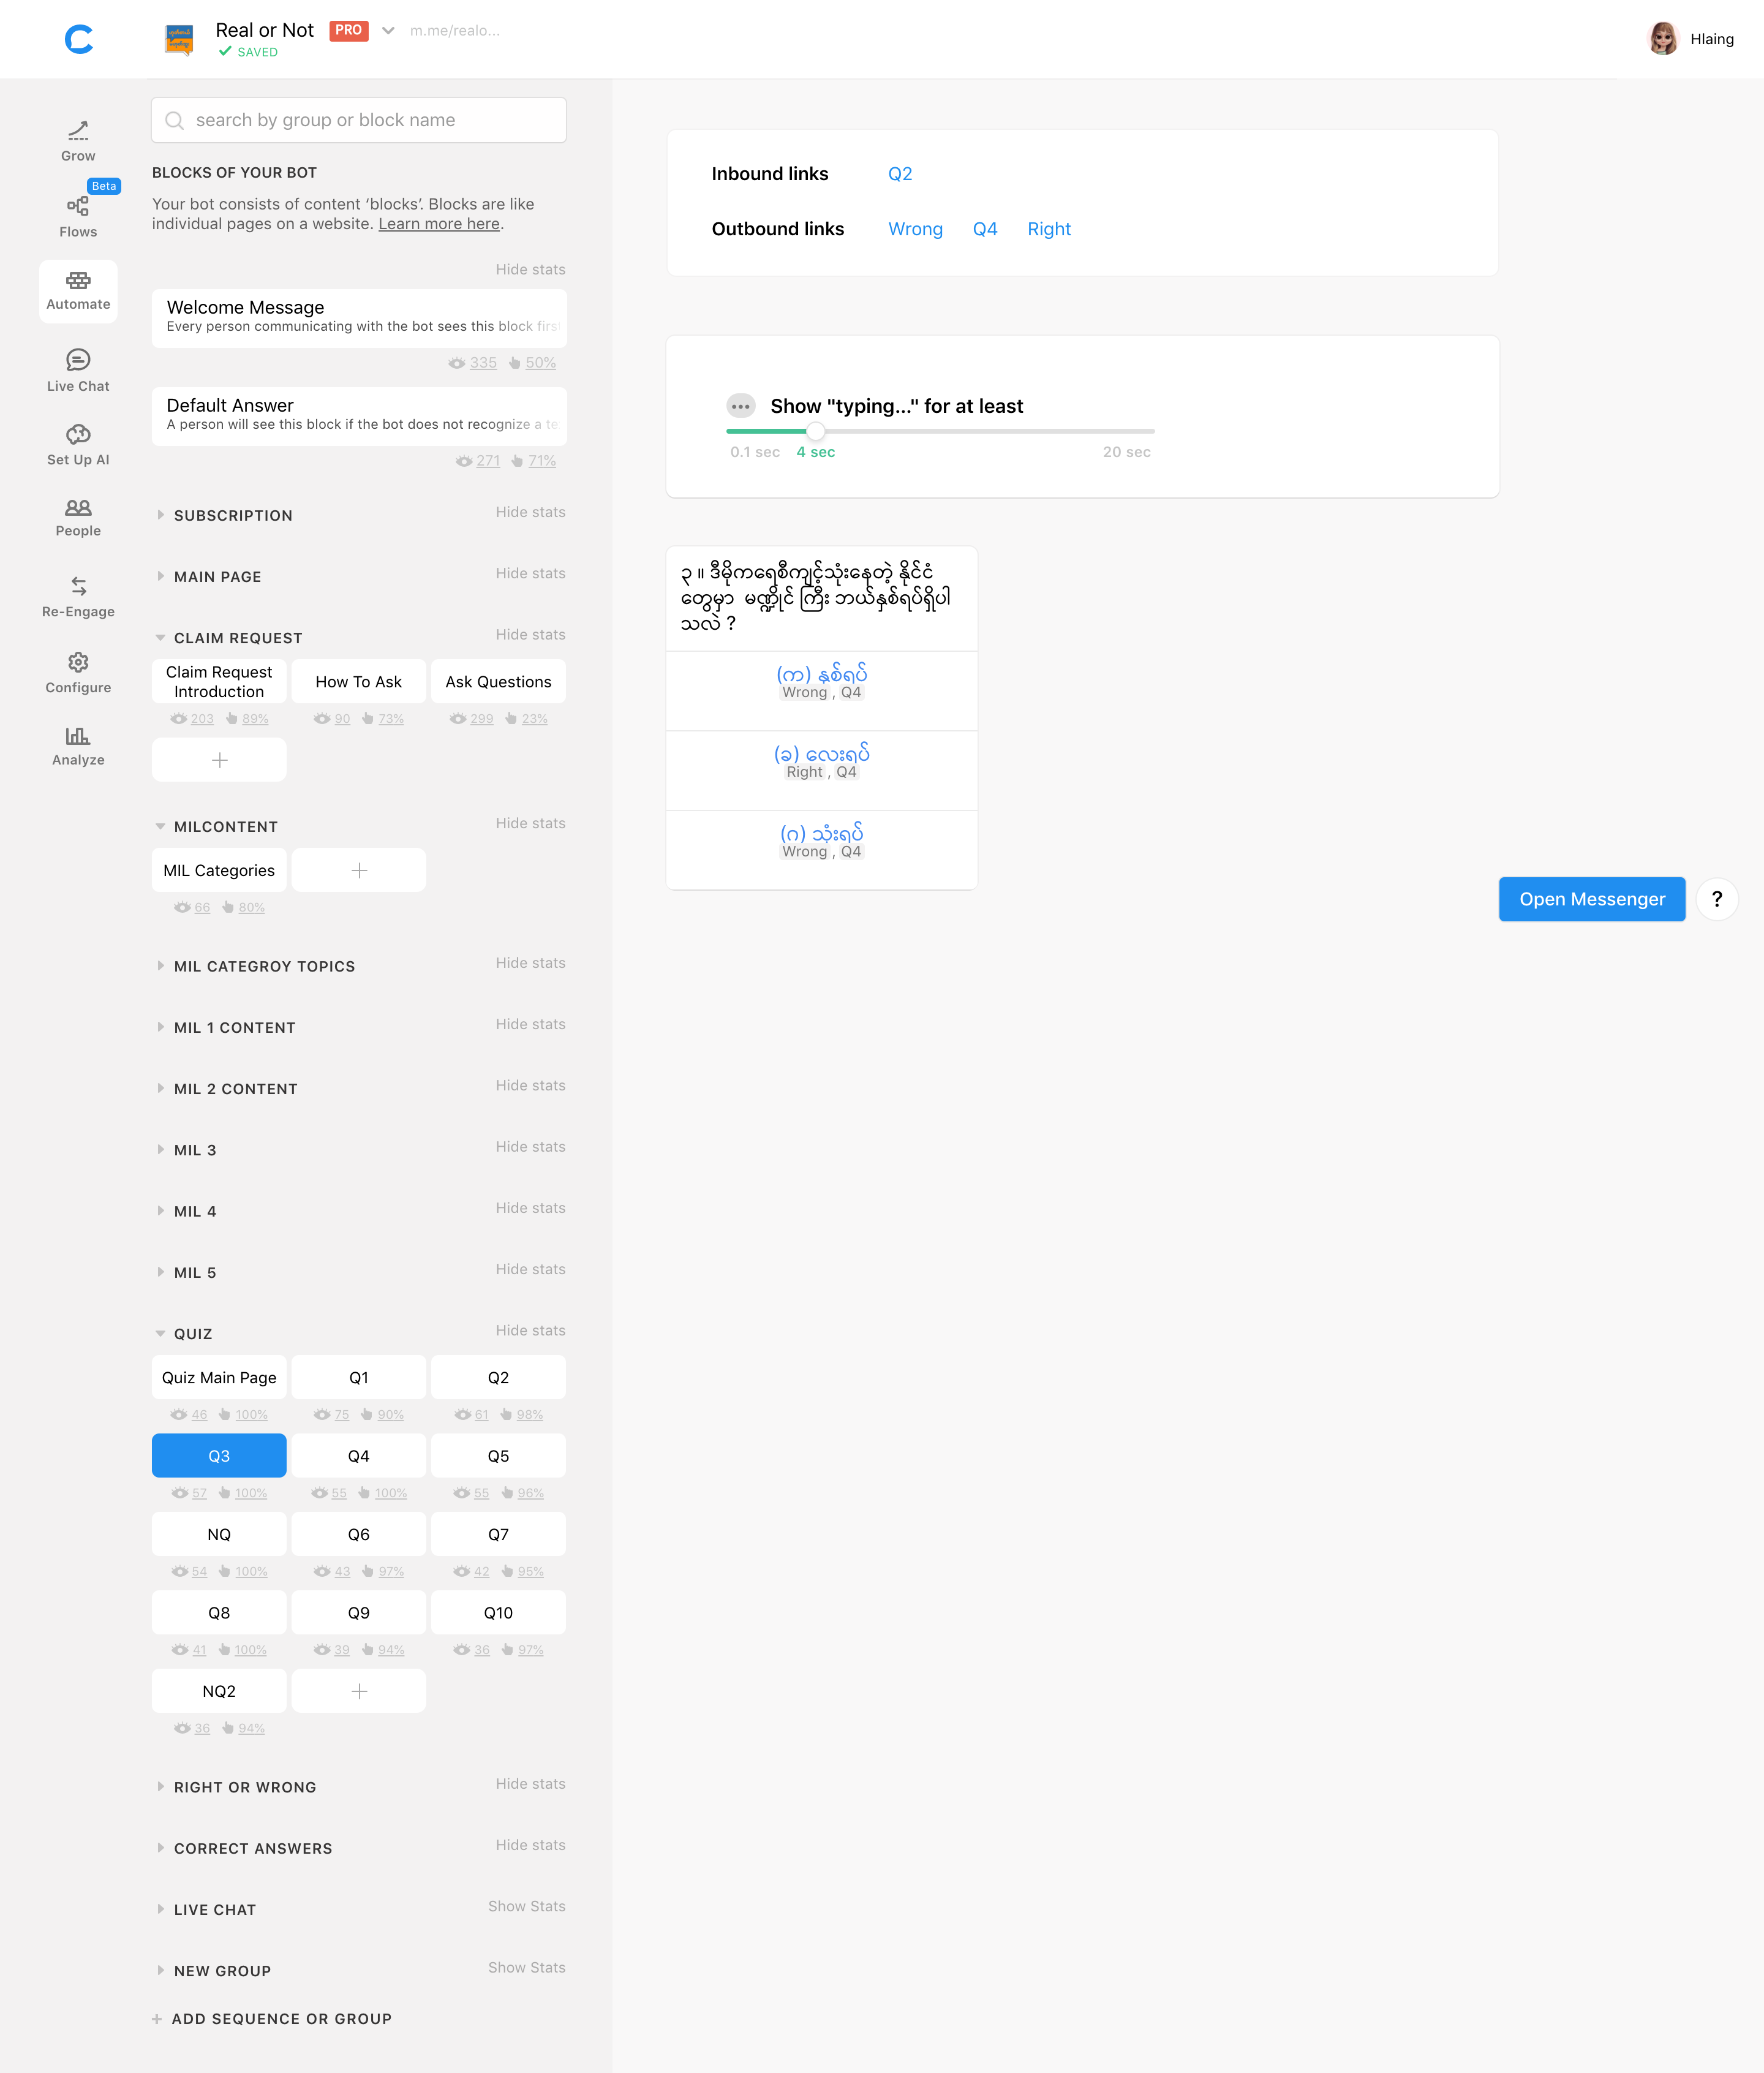 Real or Not PRO m.me/realo...
SAVED
Hlaing
Grow
Beta
Flows
Automate
Live Chat
Set Up AI
People
Re-Engage
Configure
Analyze
search by group or block name
BLOCKS OF YOUR BOT
Your bot consists of content ‘blocks’. Blocks are like
individual pages on a website. Learn more here.
Hide stats
Welcome Message
Every person communicating with the bot sees this block firs
335 50%
Default Answer
A person will see this block if the bot does not recognize a te
271 71%
SUBSCRIPTION Hide stats
MAIN PAGE Hide stats
CLAIM REQUEST Hide stats
Claim Request
Introduction
How To Ask
Ask Questions
203 89% 90 73% 299 23%
MILCONTENT Hide stats
MIL Categories
66 80%
MIL CATEGROY TOPICS Hide stats
MIL 1 CONTENT Hide stats
MIL 2 CONTENT Hide stats
MIL 3 Hide stats
MIL 4 Hide stats
MIL 5 Hide stats
QUIZ Hide stats
Quiz Main Page Q1 Q2
46 100% 75 90% 61 98%
Q3 Q4 Q5
57 100% 55 100% 55 96%
NQ Q6 Q7
54 100% 43 97% 42 95%
Q8 Q9 Q10
41 100% 39 94% 36 97%
NQ2
36 94%
RIGHT OR WRONG Hide stats
CORRECT ANSWERS Hide stats
LIVE CHAT Show Stats
NEW GROUP Show Stats
+ ADD SEQUENCE OR GROUP
Inbound links Q2
Outbound links Wrong Q4 Right
Show "typing..." for at least
0.1 sec 4 sec 20 sec
၃ ။ ဒီမိုကရေစီကျင့်သုံးနေတဲ့ နိုင်ငံ
တွေမှာ မဏ္ဍိုင် ကြီး ဘယ်နှစ်ရပ်ရှိပါ
သလဲ ?
(က) နှစ်ရပ်
Wrong , Q4
(ခ) လေးရပ်
Right , Q4
(ဂ) သုံးရပ်
Wrong , Q4
Open Messenger ?